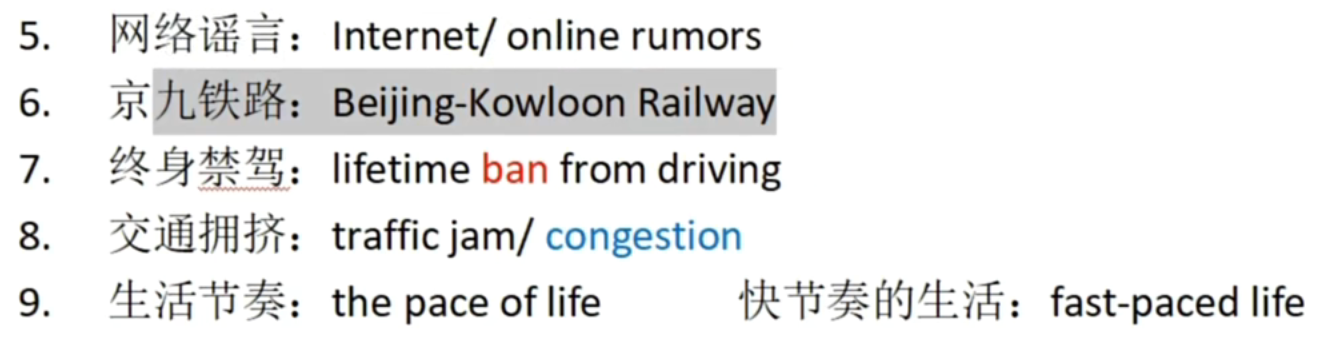 5. 网络谣言：Internet/ online rumors
6. 京九铁路：Beijing-Kowloon Railway
7. 终身禁驾：lifetime ban from driving
8. 交通拥挤：traffic jam/ congestion
9. 生活节奏：the pace of life 快节奏的生活：fast-paced life